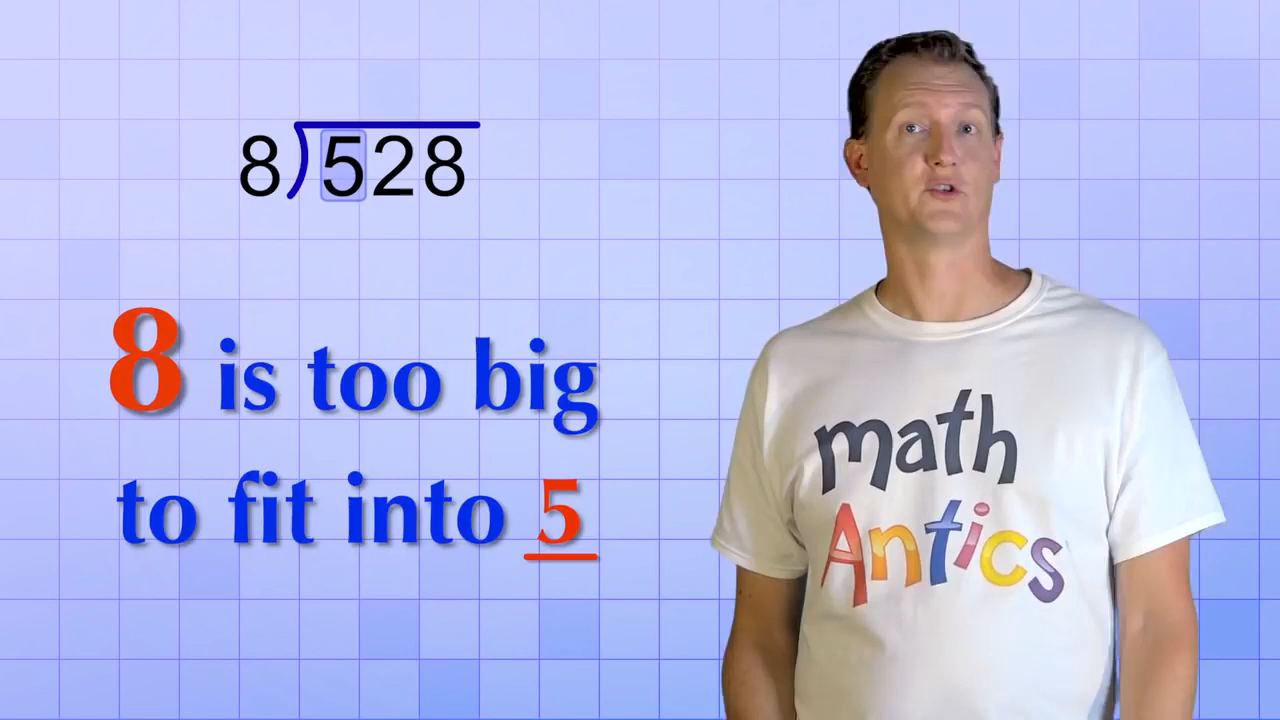 8)528
8 is too big
to fit into 5
math
Antics